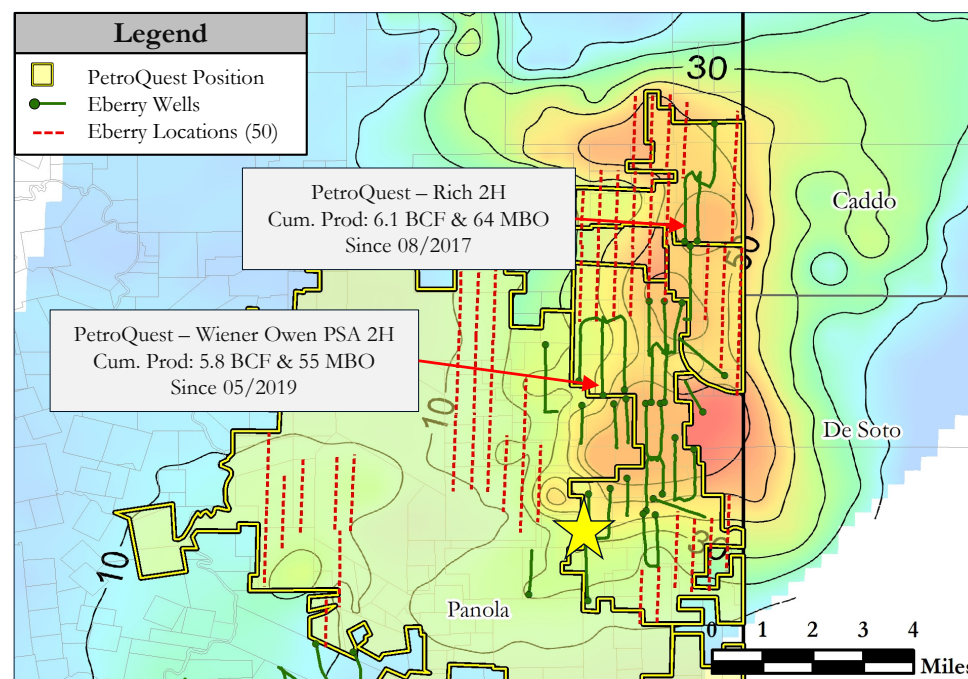 Legend
PetroQuest Position
Eberry Wells
Eberry Locations (50)
30
PetroQuest – Rich 2H
Cum. Prod: 6.1 BCF & 64 MBO
Since 08/2017
Caddo
50
PetroQuest – Wiener Owen PSA 2H
Cum. Prod: 5.8 BCF & 55 MBO
Since 05/2019
10
De Soto
10
Panola
0 1 2 3 4
Miles